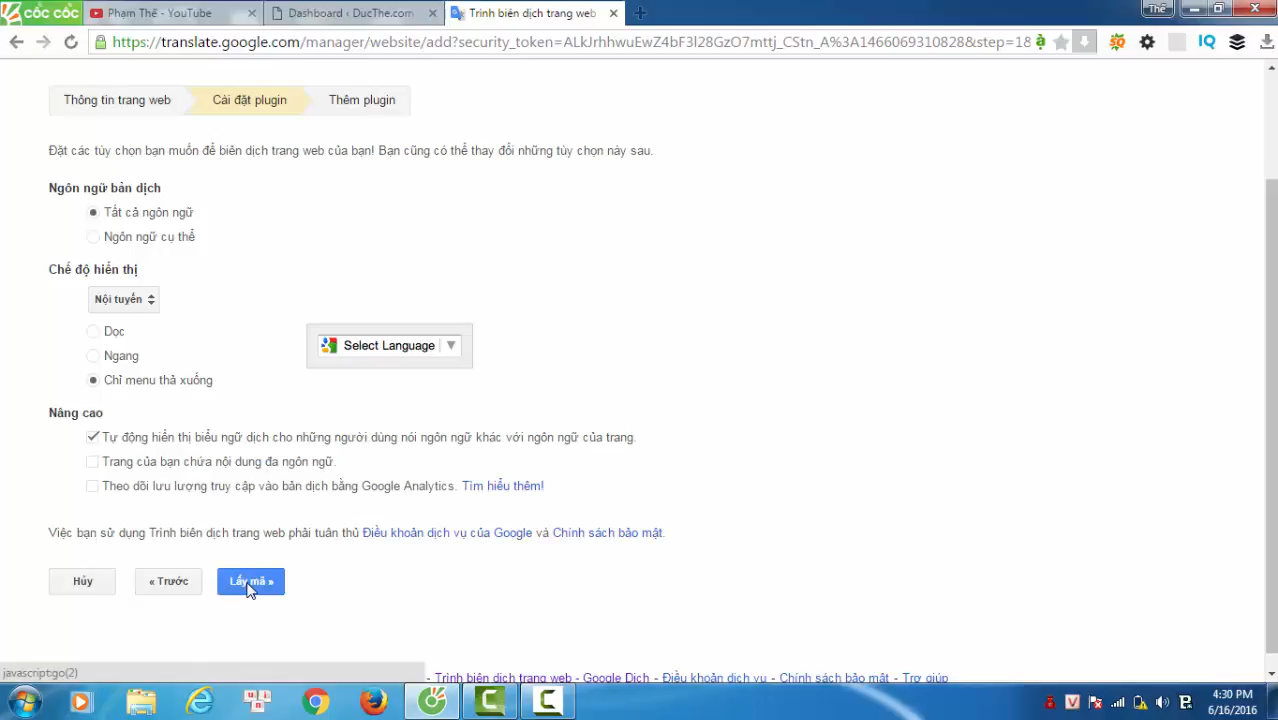 CỐC CỐC
Phạm Thế - YouTube
Dashboard ‹ DucThe.com
Trình biên dịch trang web
Thế
https://translate.google.com/manager/website/add?security_token=ALkJrhhwuEwZ4bF3l28GzO7mttj_CStn_A%3A1466069310828&step=18
Thông tin trang web
Cài đặt plugin
Thêm plugin
Đặt các tùy chọn bạn muốn để biên dịch trang web của bạn! Bạn cũng có thể thay đổi những tùy chọn này sau.
Ngôn ngữ bản dịch
Tất cả ngôn ngữ
Ngôn ngữ cụ thể
Chế độ hiển thị
Nội tuyến
Dọc
Ngang
Chỉ menu thả xuống
Select Language
Nâng cao
Tự động hiển thị biểu ngữ dịch cho những người dùng nói ngôn ngữ khác với ngôn ngữ của trang.
Trang của bạn chứa nội dung đa ngôn ngữ.
Theo dõi lưu lượng truy cập vào bản dịch bằng Google Analytics. Tìm hiểu thêm!
Việc bạn sử dụng Trình biên dịch trang web phải tuân thủ Điều khoản dịch vụ của Google và Chính sách bảo mật.
Hủy
« Trước
Lấy mã »
javascript:go(2)
- Trình biên dịch trang web - Google Dịch - Điều khoản dịch vụ - Chính sách bảo mật - Trợ giúp
4:30 PM
6/16/2016